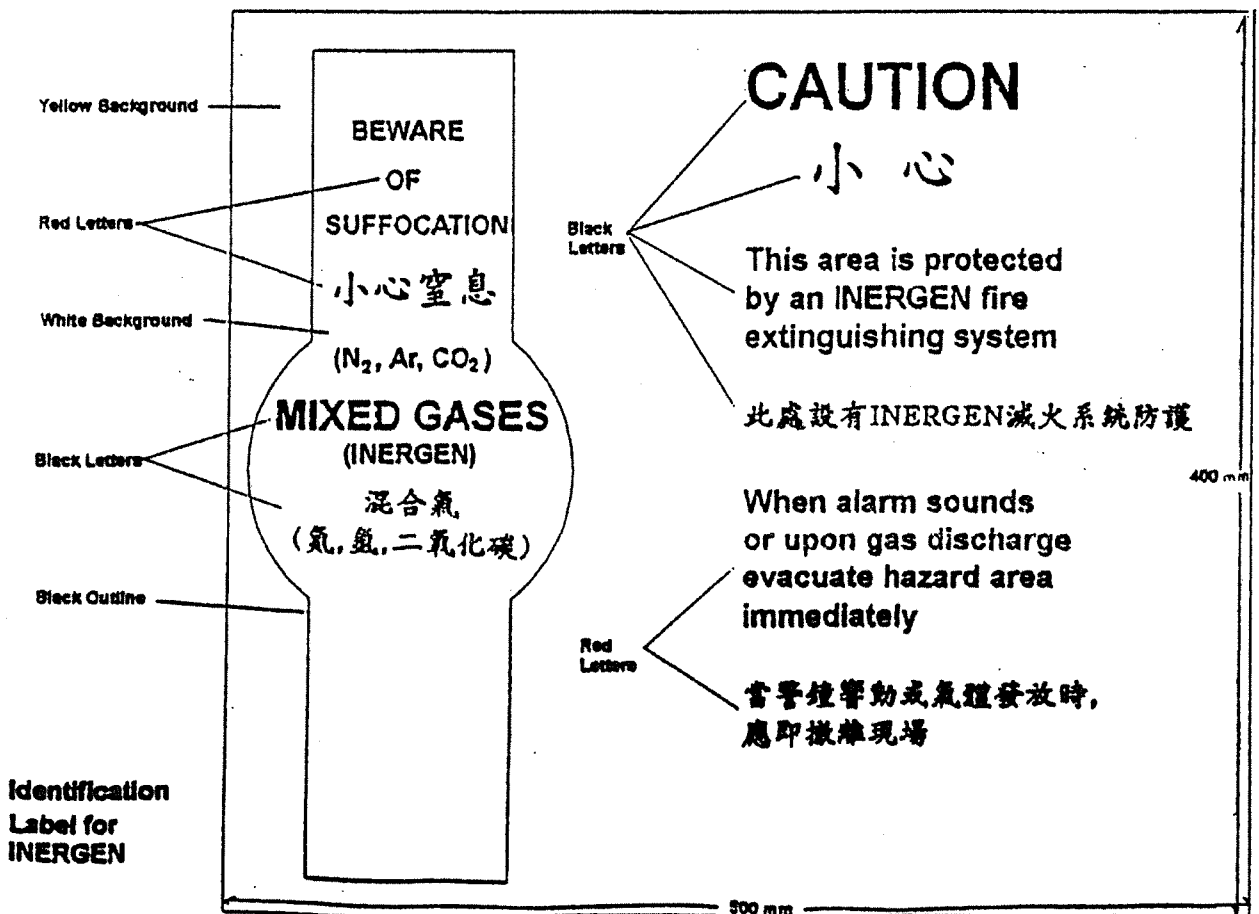 Yellow Background
BEWARE
OF
SUFFOCATION
Red Letters
小心窒息
White Background
(N₂, Ar, CO₂)
MIXED GASES
(INERGEN)
Black Letters
混合氣
(氮,氬,二氧化碳)
Black Outline
Identification
Label for
INERGEN
CAUTION
小心
Black
Letters
This area is protected
by an INERGEN fire
extinguishing system
此處設有INERGEN滅火系統防護
400 mm
When alarm sounds
or upon gas discharge
evacuate hazard area
immediately
Red
Letters
當警鐘響動或氣體發放時,
應即撤離現場
mm